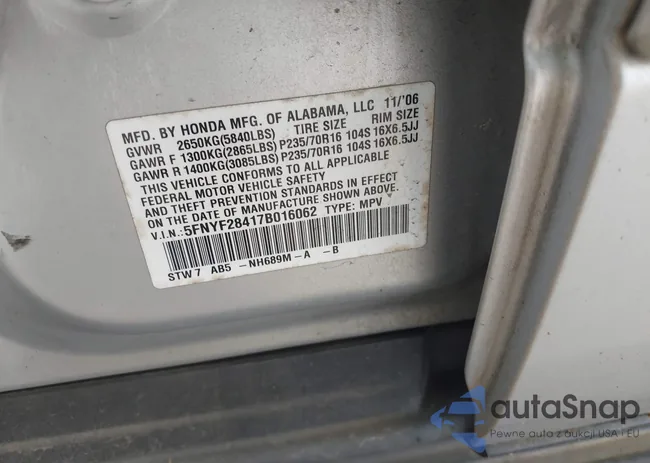 MFD. BY HONDA MFG. OF ALABAMA, LLC 11/'06
GVWR 2650KG(5840LBS) TIRE SIZE RIM SIZE
GAWR F 1300KG(2865LBS) P235/70R16 104S 16X6.5JJ
GAWR R 1400KG(3085LBS) P235/70R16 104S 16X6.5JJ
THIS VEHICLE CONFORMS TO ALL APPLICABLE
FEDERAL MOTOR VEHICLE SAFETY
AND THEFT PREVENTION STANDARDS IN EFFECT
ON THE DATE OF MANUFACTURE SHOWN ABOVE.
V.I.N.: 5FNYF28417B016062 TYPE: MPV
STW7 AB5 -NH689M-A -B
autaSnap
Pewne auta z aukcji USA i EU